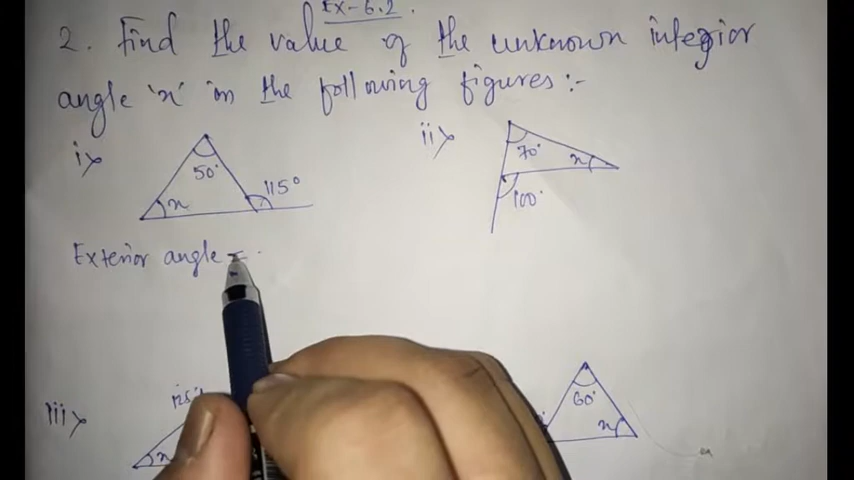 Ex-6.2.
2. Find the value of the unknown interior
angle 'x' in the following figures:-
i>
50°
x
115°
ii>
70°
x
100°
Exterior angle =
iii>
x
60°
x